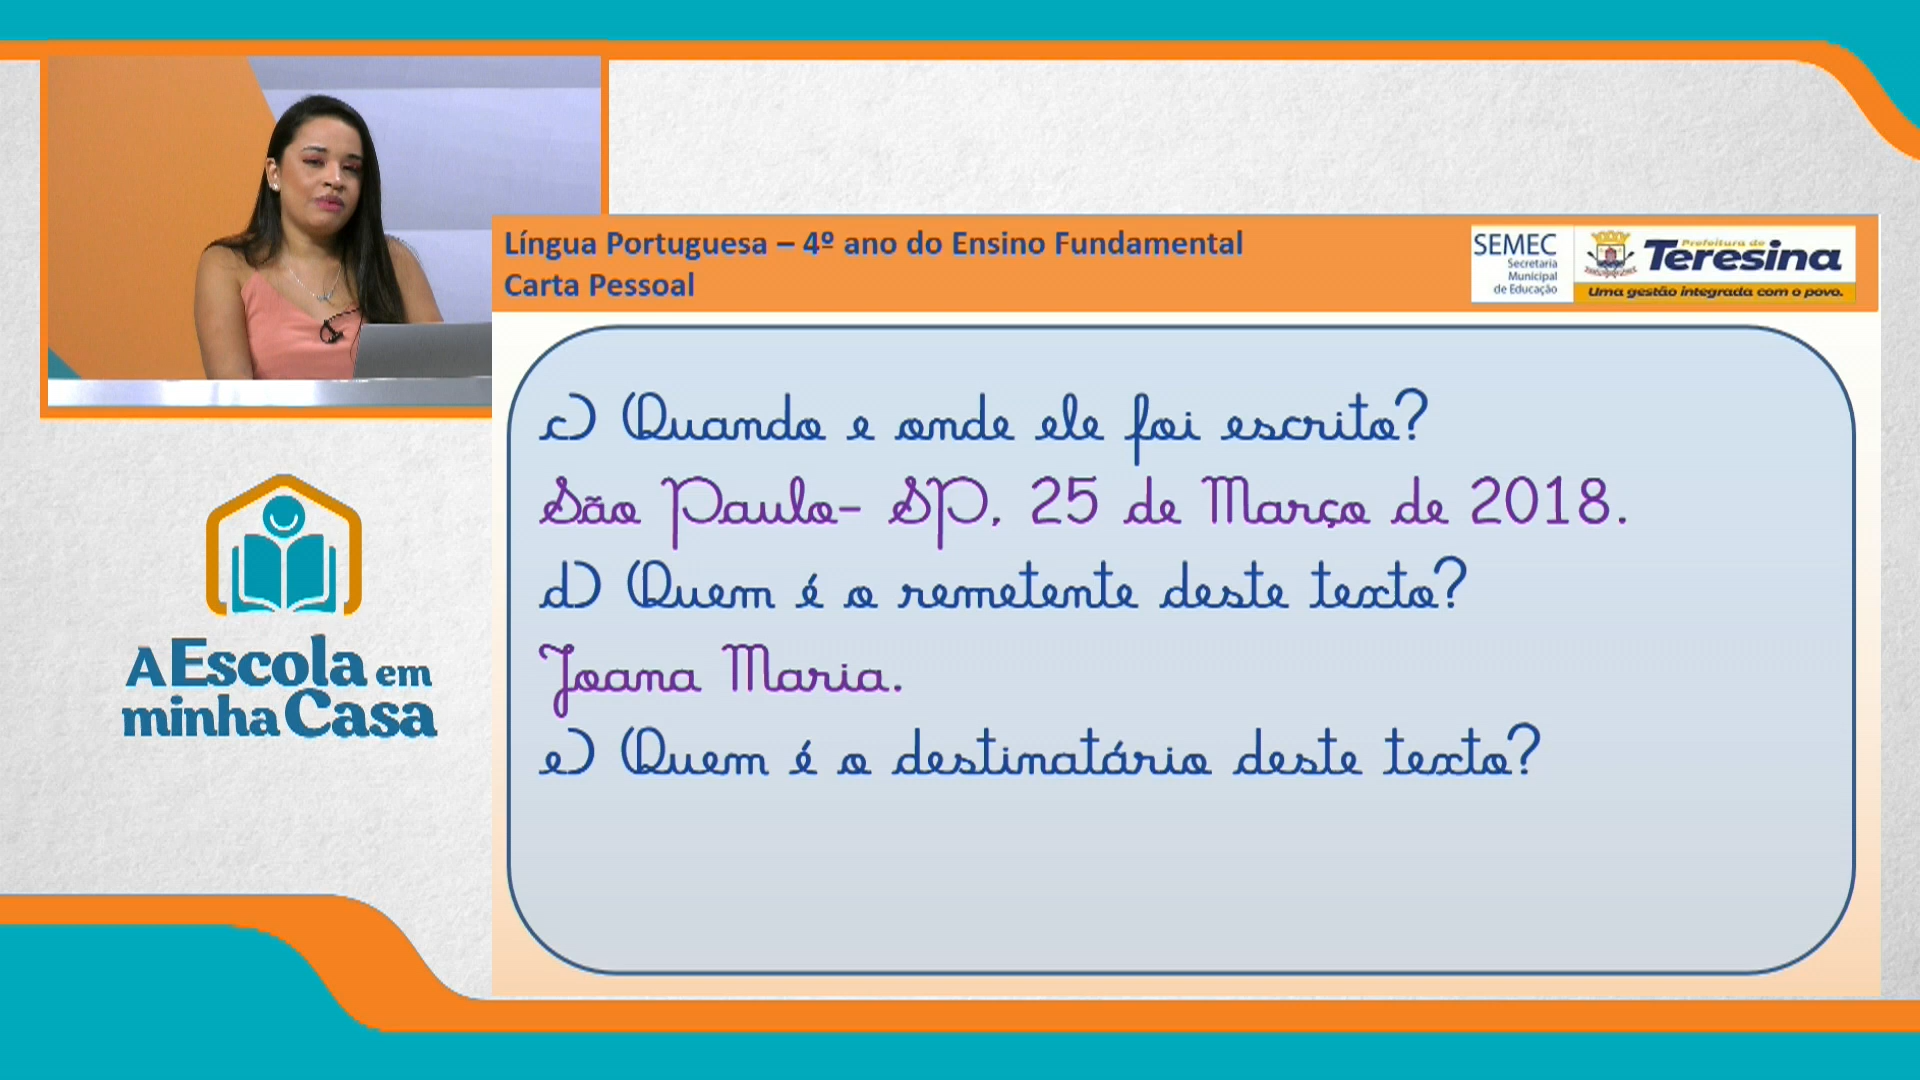 Língua Portuguesa – 4º ano do Ensino Fundamental
Carta Pessoal
SEMEC
Secretaria
Municipal
de Educação
Prefeitura de
Teresina
Uma gestão integrada com o povo.
c) Quando e onde ele foi escrito?
São Paulo- SP, 25 de Março de 2018.
d) Quem é o remetente deste texto?
Joana Maria.
e) Quem é o destinatário deste texto?
A Escola em
minha Casa